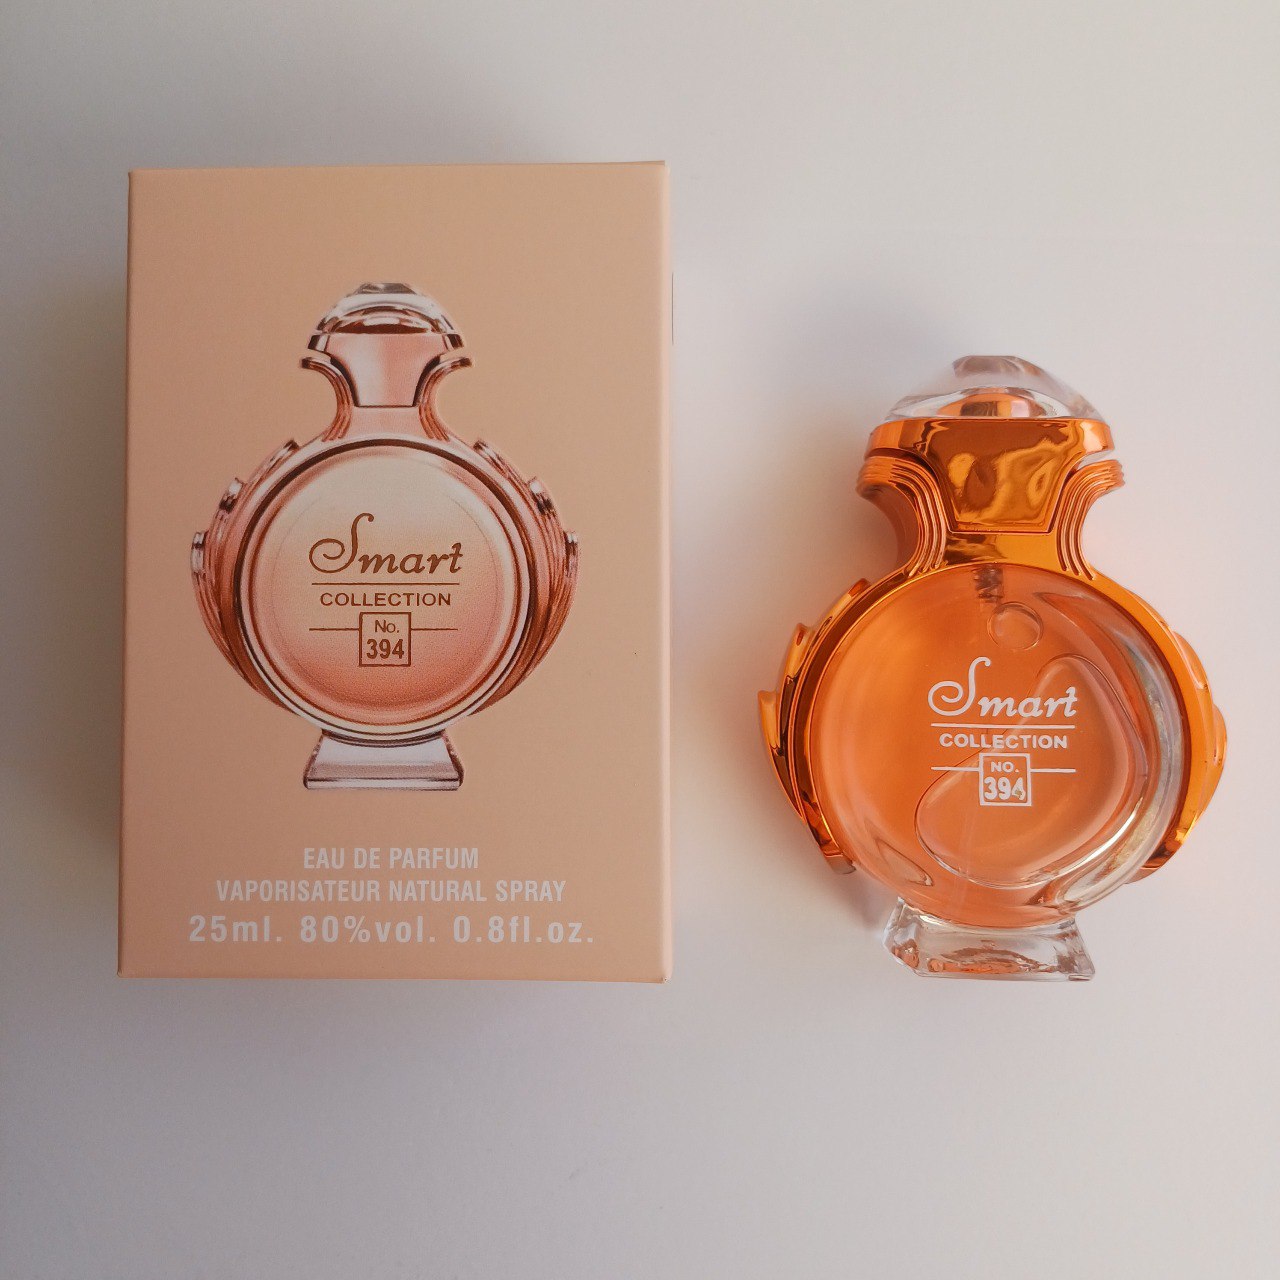 Smart
COLLECTION
No.
394
EAU DE PARFUM
VAPORISATEUR NATURAL SPRAY
25ml. 80%vol. 0.8fl.oz.
Smart
COLLECTION
NO.
394